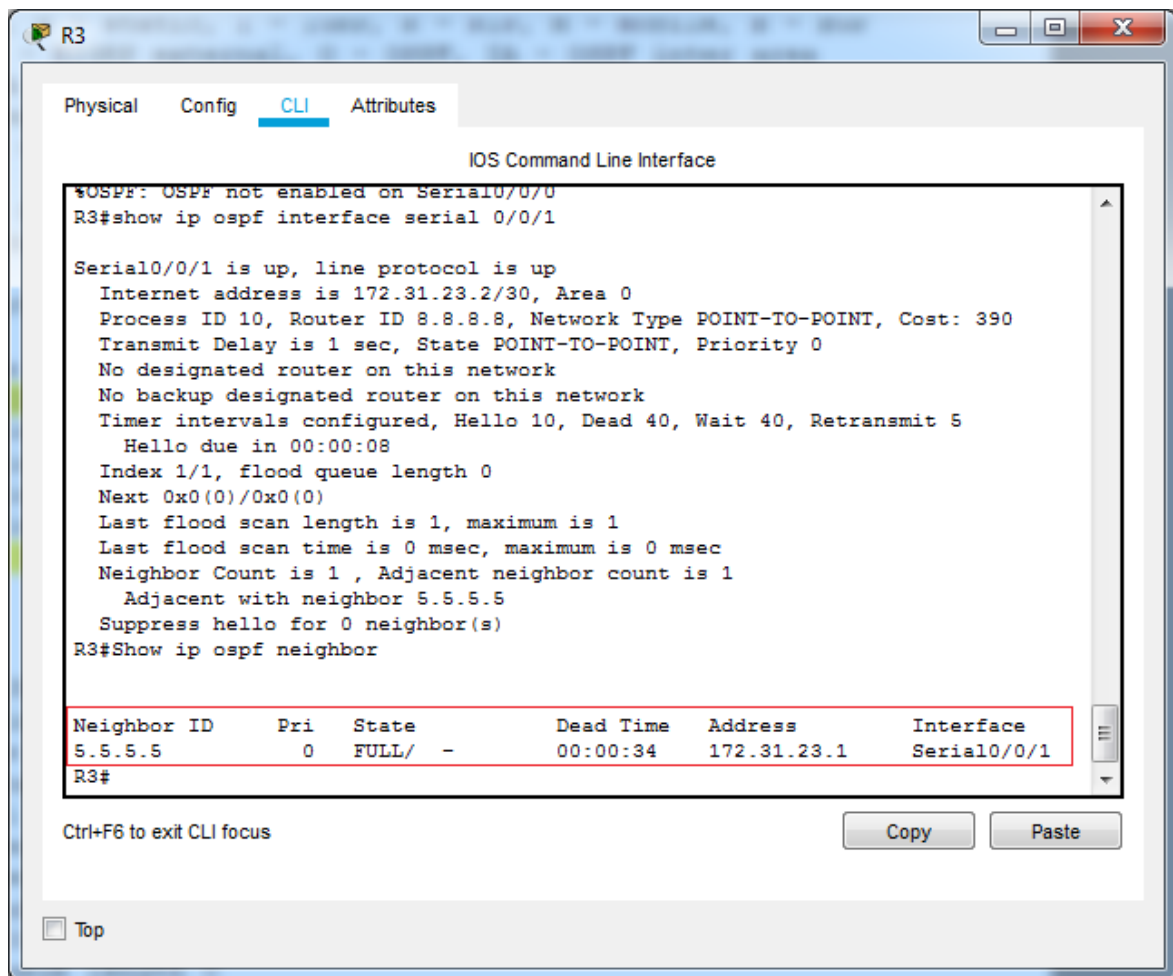 R3
Physical Config CLI Attributes
IOS Command Line Interface
%OSPF: OSPF not enabled on Serial0/0/0
R3#show ip ospf interface serial 0/0/1
Serial0/0/1 is up, line protocol is up
Internet address is 172.31.23.2/30, Area 0
Process ID 10, Router ID 8.8.8.8, Network Type POINT-TO-POINT, Cost: 390
Transmit Delay is 1 sec, State POINT-TO-POINT, Priority 0
No designated router on this network
No backup designated router on this network
Timer intervals configured, Hello 10, Dead 40, Wait 40, Retransmit 5
Hello due in 00:00:08
Index 1/1, flood queue length 0
Next 0x0(0)/0x0(0)
Last flood scan length is 1, maximum is 1
Last flood scan time is 0 msec, maximum is 0 msec
Neighbor Count is 1 , Adjacent neighbor count is 1
Adjacent with neighbor 5.5.5.5
Suppress hello for 0 neighbor(s)
R3#Show ip ospf neighbor
Neighbor ID Pri State Dead Time Address Interface
5.5.5.5 0 FULL/ - 00:00:34 172.31.23.1 Serial0/0/1
R3#
Ctrl+F6 to exit CLI focus
Copy Paste
Top